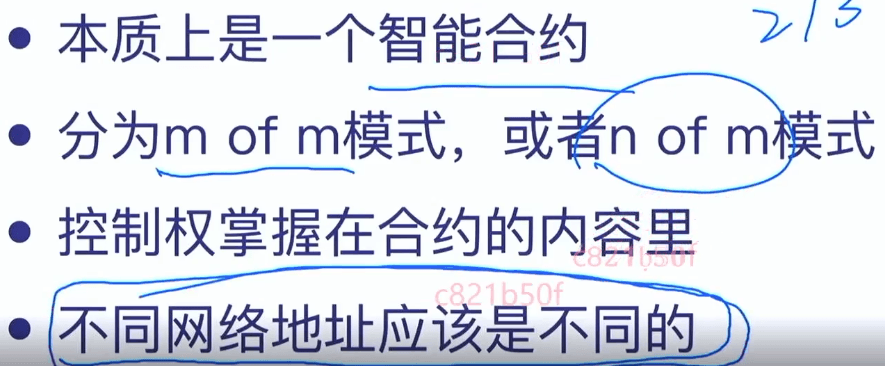 2/3
• 本质上是一个智能合约
• 分为m of m模式，或者n of m模式
• 控制权掌握在合约的内容里
c821b50f
c821b50f
• 不同网络地址应该是不同的